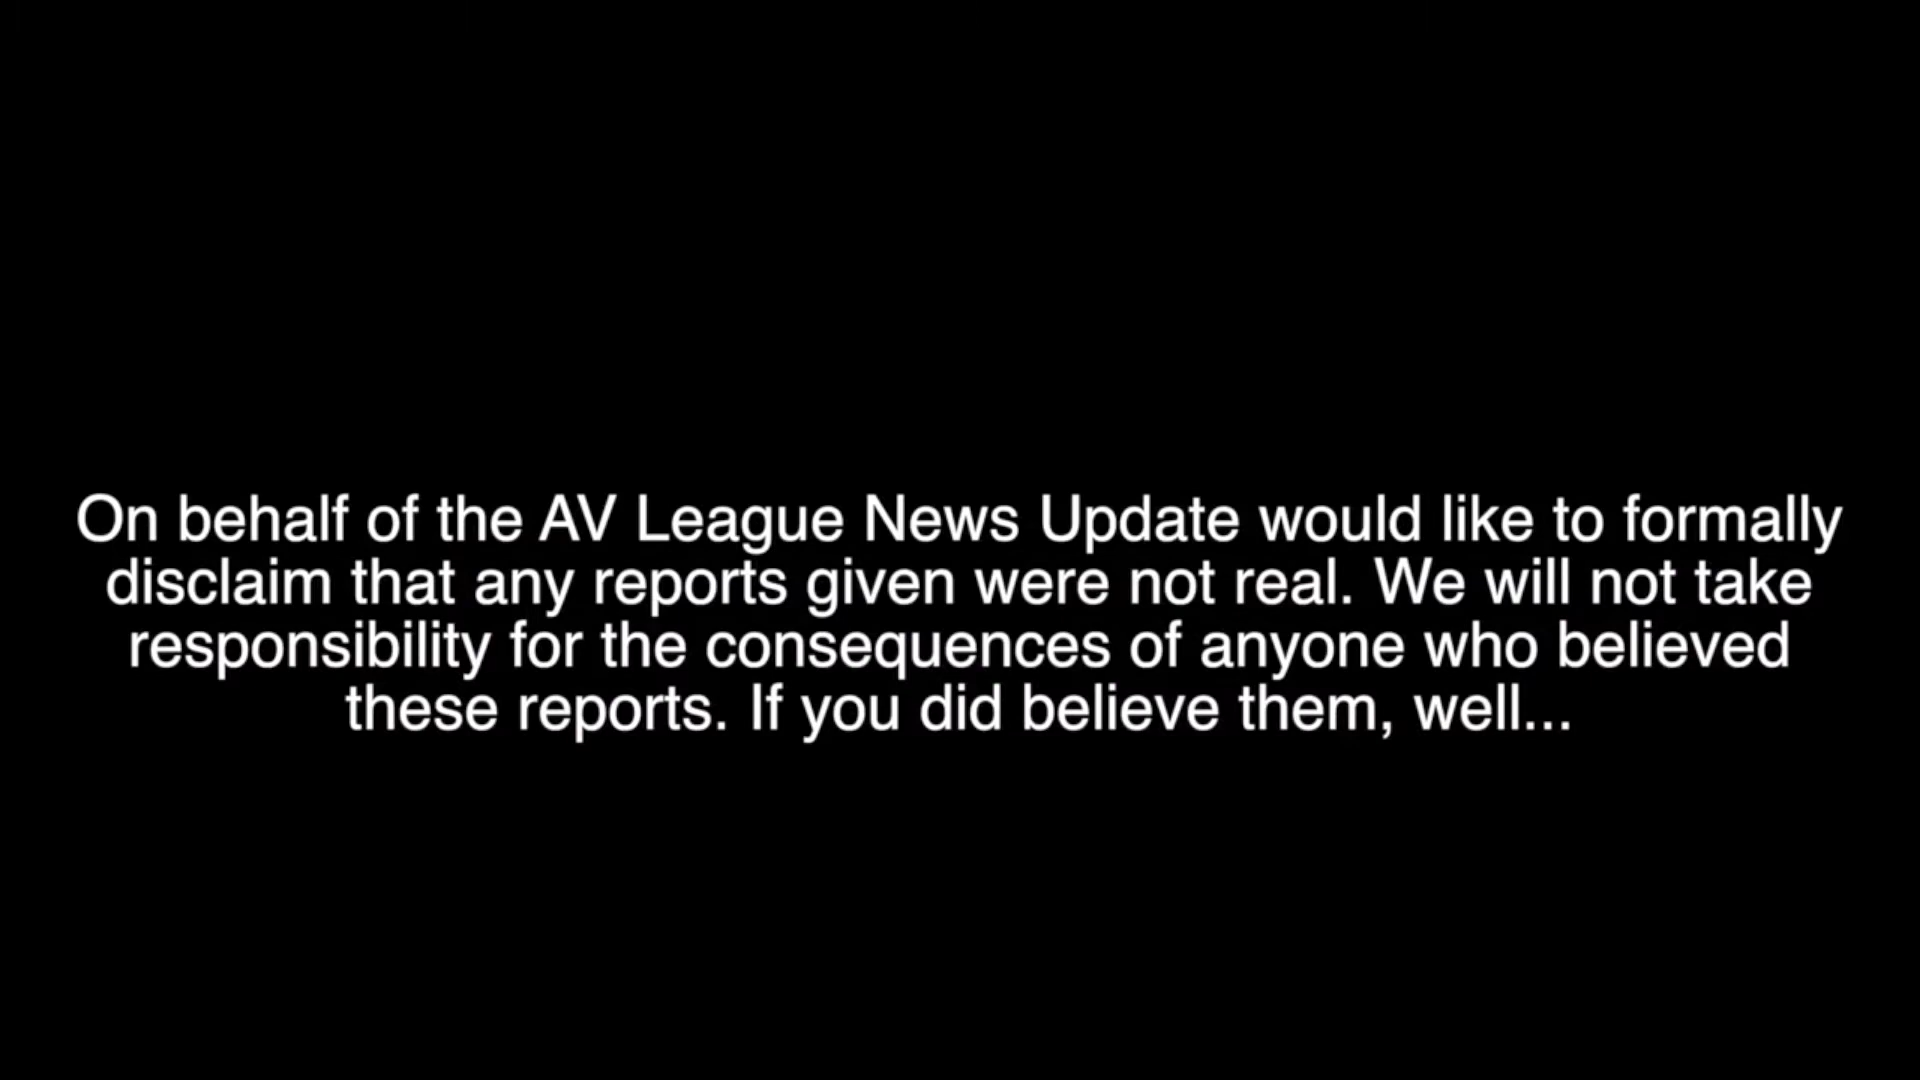 On behalf of the AV League News Update would like to formally
disclaim that any reports given were not real. We will not take
responsibility for the consequences of anyone who believed
these reports. If you did believe them, well...